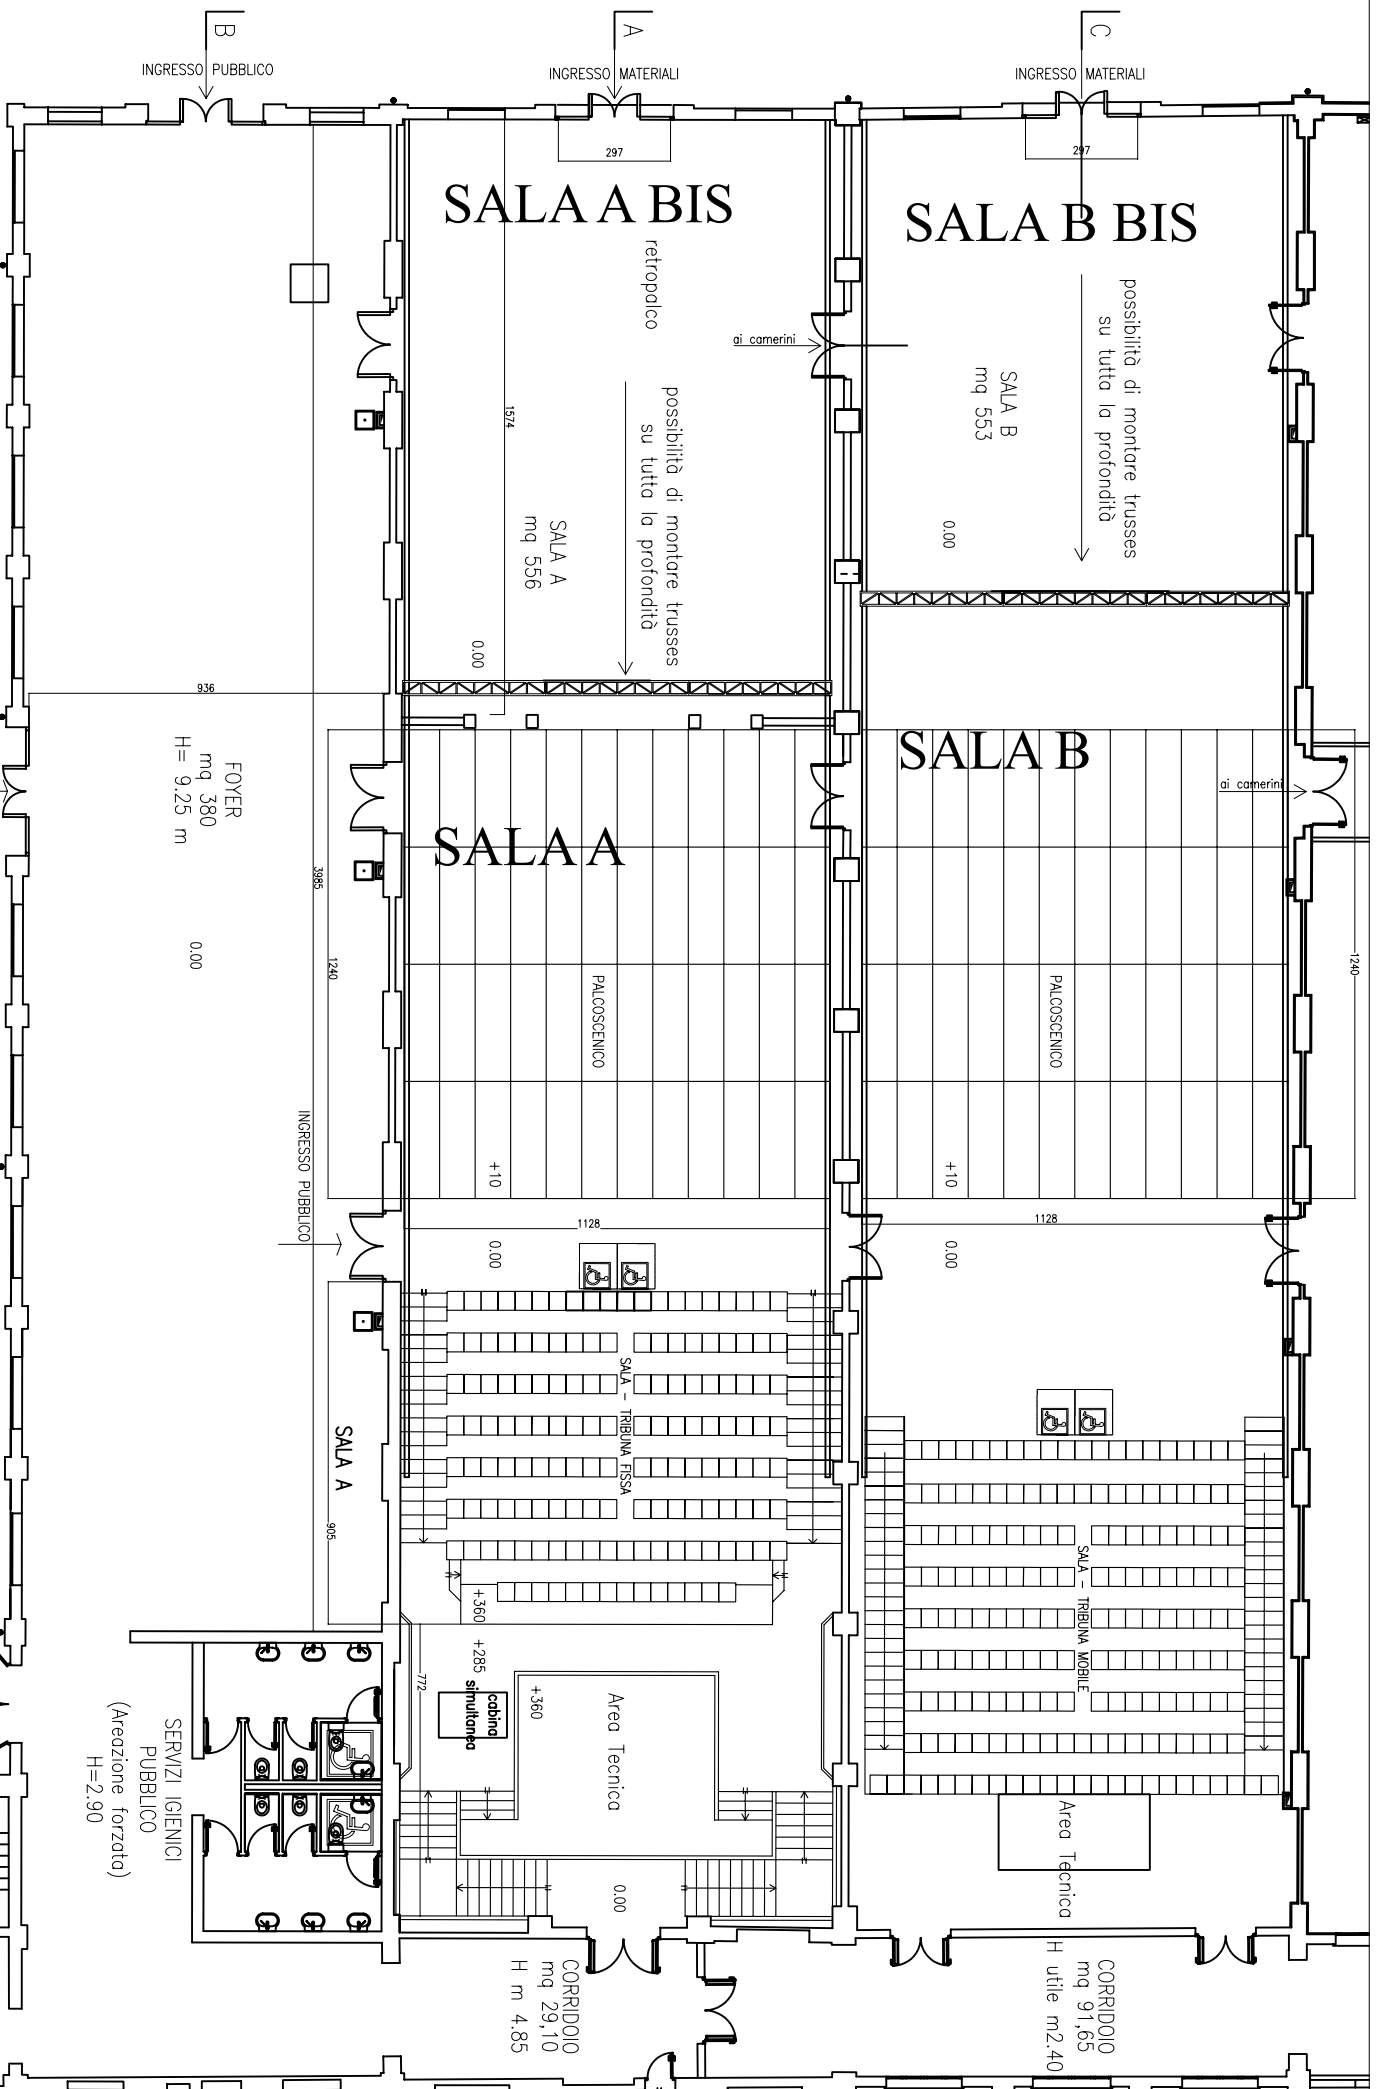 B
A
C
INGRESSO PUBBLICO
INGRESSO MATERIALI
INGRESSO MATERIALI
297
297
SALA A BIS
SALA B BIS
retropalco
possibilità di montare trusses
su tutta la profondità
possibilità di montare trusses
su tutta la profondità
ai camerini
SALA B
mq 553
1574
SALA A
mq 556
0.00
0.00
936
FOYER
mq 380
H= 9.25 m
SALA B
ai camerini
SALA A
3985
0.00
1240
1240
PALCOSCENICO
PALCOSCENICO
INGRESSO PUBBLICO
+10
+10
1128
1128
0.00
0.00
SALA - TRIBUNA FISSA
SALA A
905
SALA - TRIBUNA MOBILE
+360
+285
772
cabina
simultanea
+360
Area Tecnica
Area Tecnica
SERVIZI IGIENICI
PUBBLICO
(Areazione forzata)
H=2.90
0.00
CORRIDOIO
mq 29,10
H m 4.85
CORRIDOIO
mq 91,65
H utile m2.40